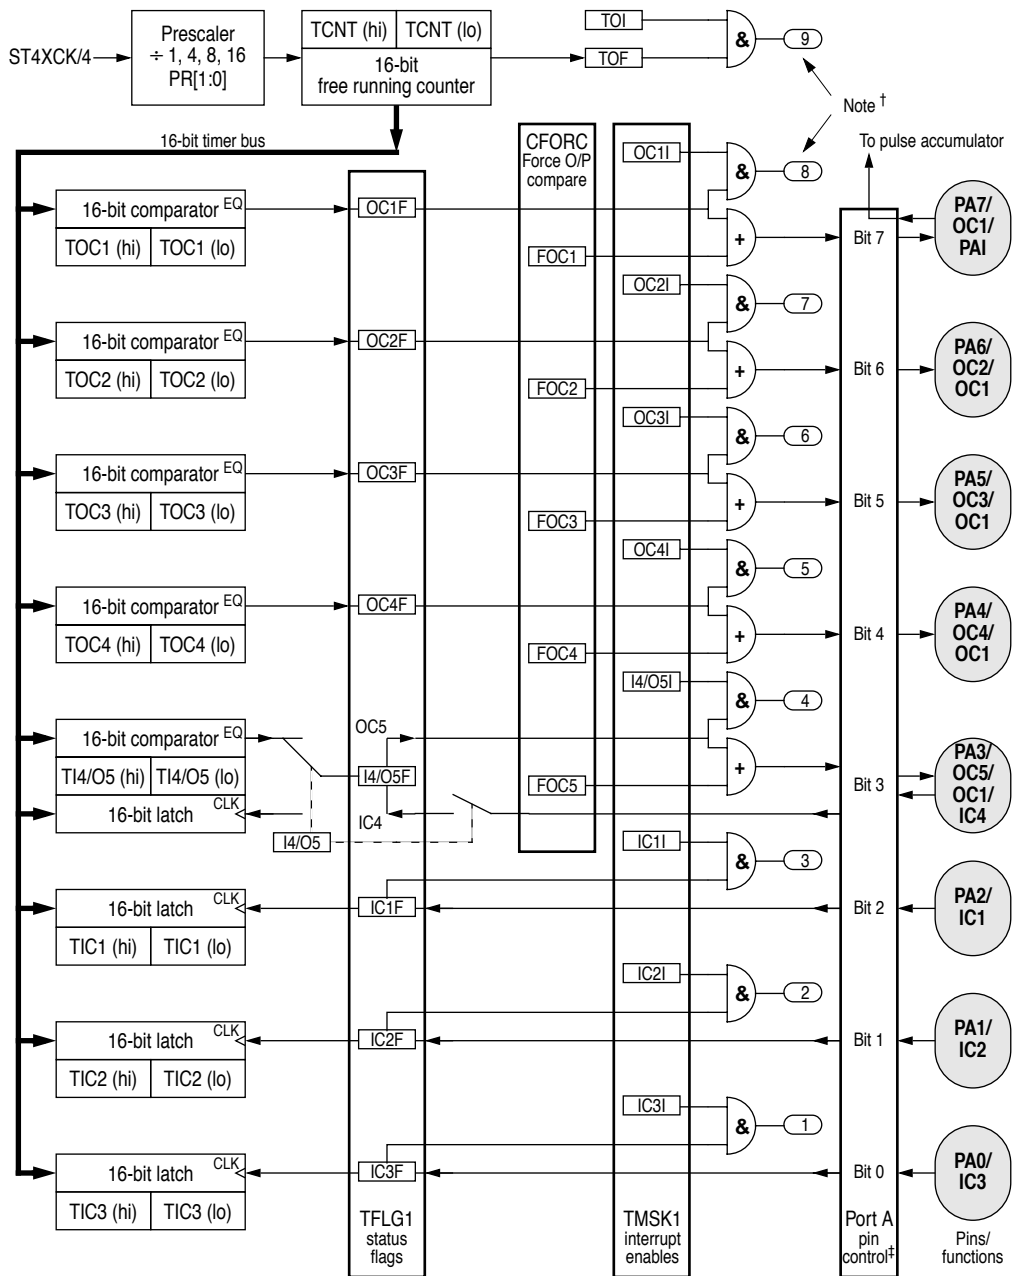 ST4XCK/4
Prescaler
÷ 1, 4, 8, 16
PR[1:0]
TCNT (hi) TCNT (lo)
16-bit
free running counter
TOI
TOF
&
9
Note †
16-bit timer bus
CFORC
Force O/P
compare
OC1I
&
8
To pulse accumulator
16-bit comparator EQ
TOC1 (hi) TOC1 (lo)
OC1F
FOC1
+
Bit 7
PA7/
OC1/
PAI
OC2I
&
7
16-bit comparator EQ
TOC2 (hi) TOC2 (lo)
OC2F
FOC2
+
Bit 6
PA6/
OC2/
OC1
OC3I
&
6
16-bit comparator EQ
TOC3 (hi) TOC3 (lo)
OC3F
FOC3
+
Bit 5
PA5/
OC3/
OC1
OC4I
&
5
16-bit comparator EQ
TOC4 (hi) TOC4 (lo)
OC4F
FOC4
+
Bit 4
PA4/
OC4/
OC1
I4/O5I
&
4
16-bit comparator EQ
TI4/O5 (hi) TI4/O5 (lo)
16-bit latch CLK
OC5
I4/O5F
IC4
I4/O5
FOC5
+
Bit 3
PA3/
OC5/
OC1/
IC4
IC1I
&
3
16-bit latch CLK
TIC1 (hi) TIC1 (lo)
IC1F
Bit 2
PA2/
IC1
IC2I
&
2
16-bit latch CLK
TIC2 (hi) TIC2 (lo)
IC2F
Bit 1
PA1/
IC2
IC3I
&
1
16-bit latch CLK
TIC3 (hi) TIC3 (lo)
IC3F
Bit 0
PA0/
IC3
TFLG1
status
flags
TMSK1
interrupt
enables
Port A
pin
control‡
Pins/
functions